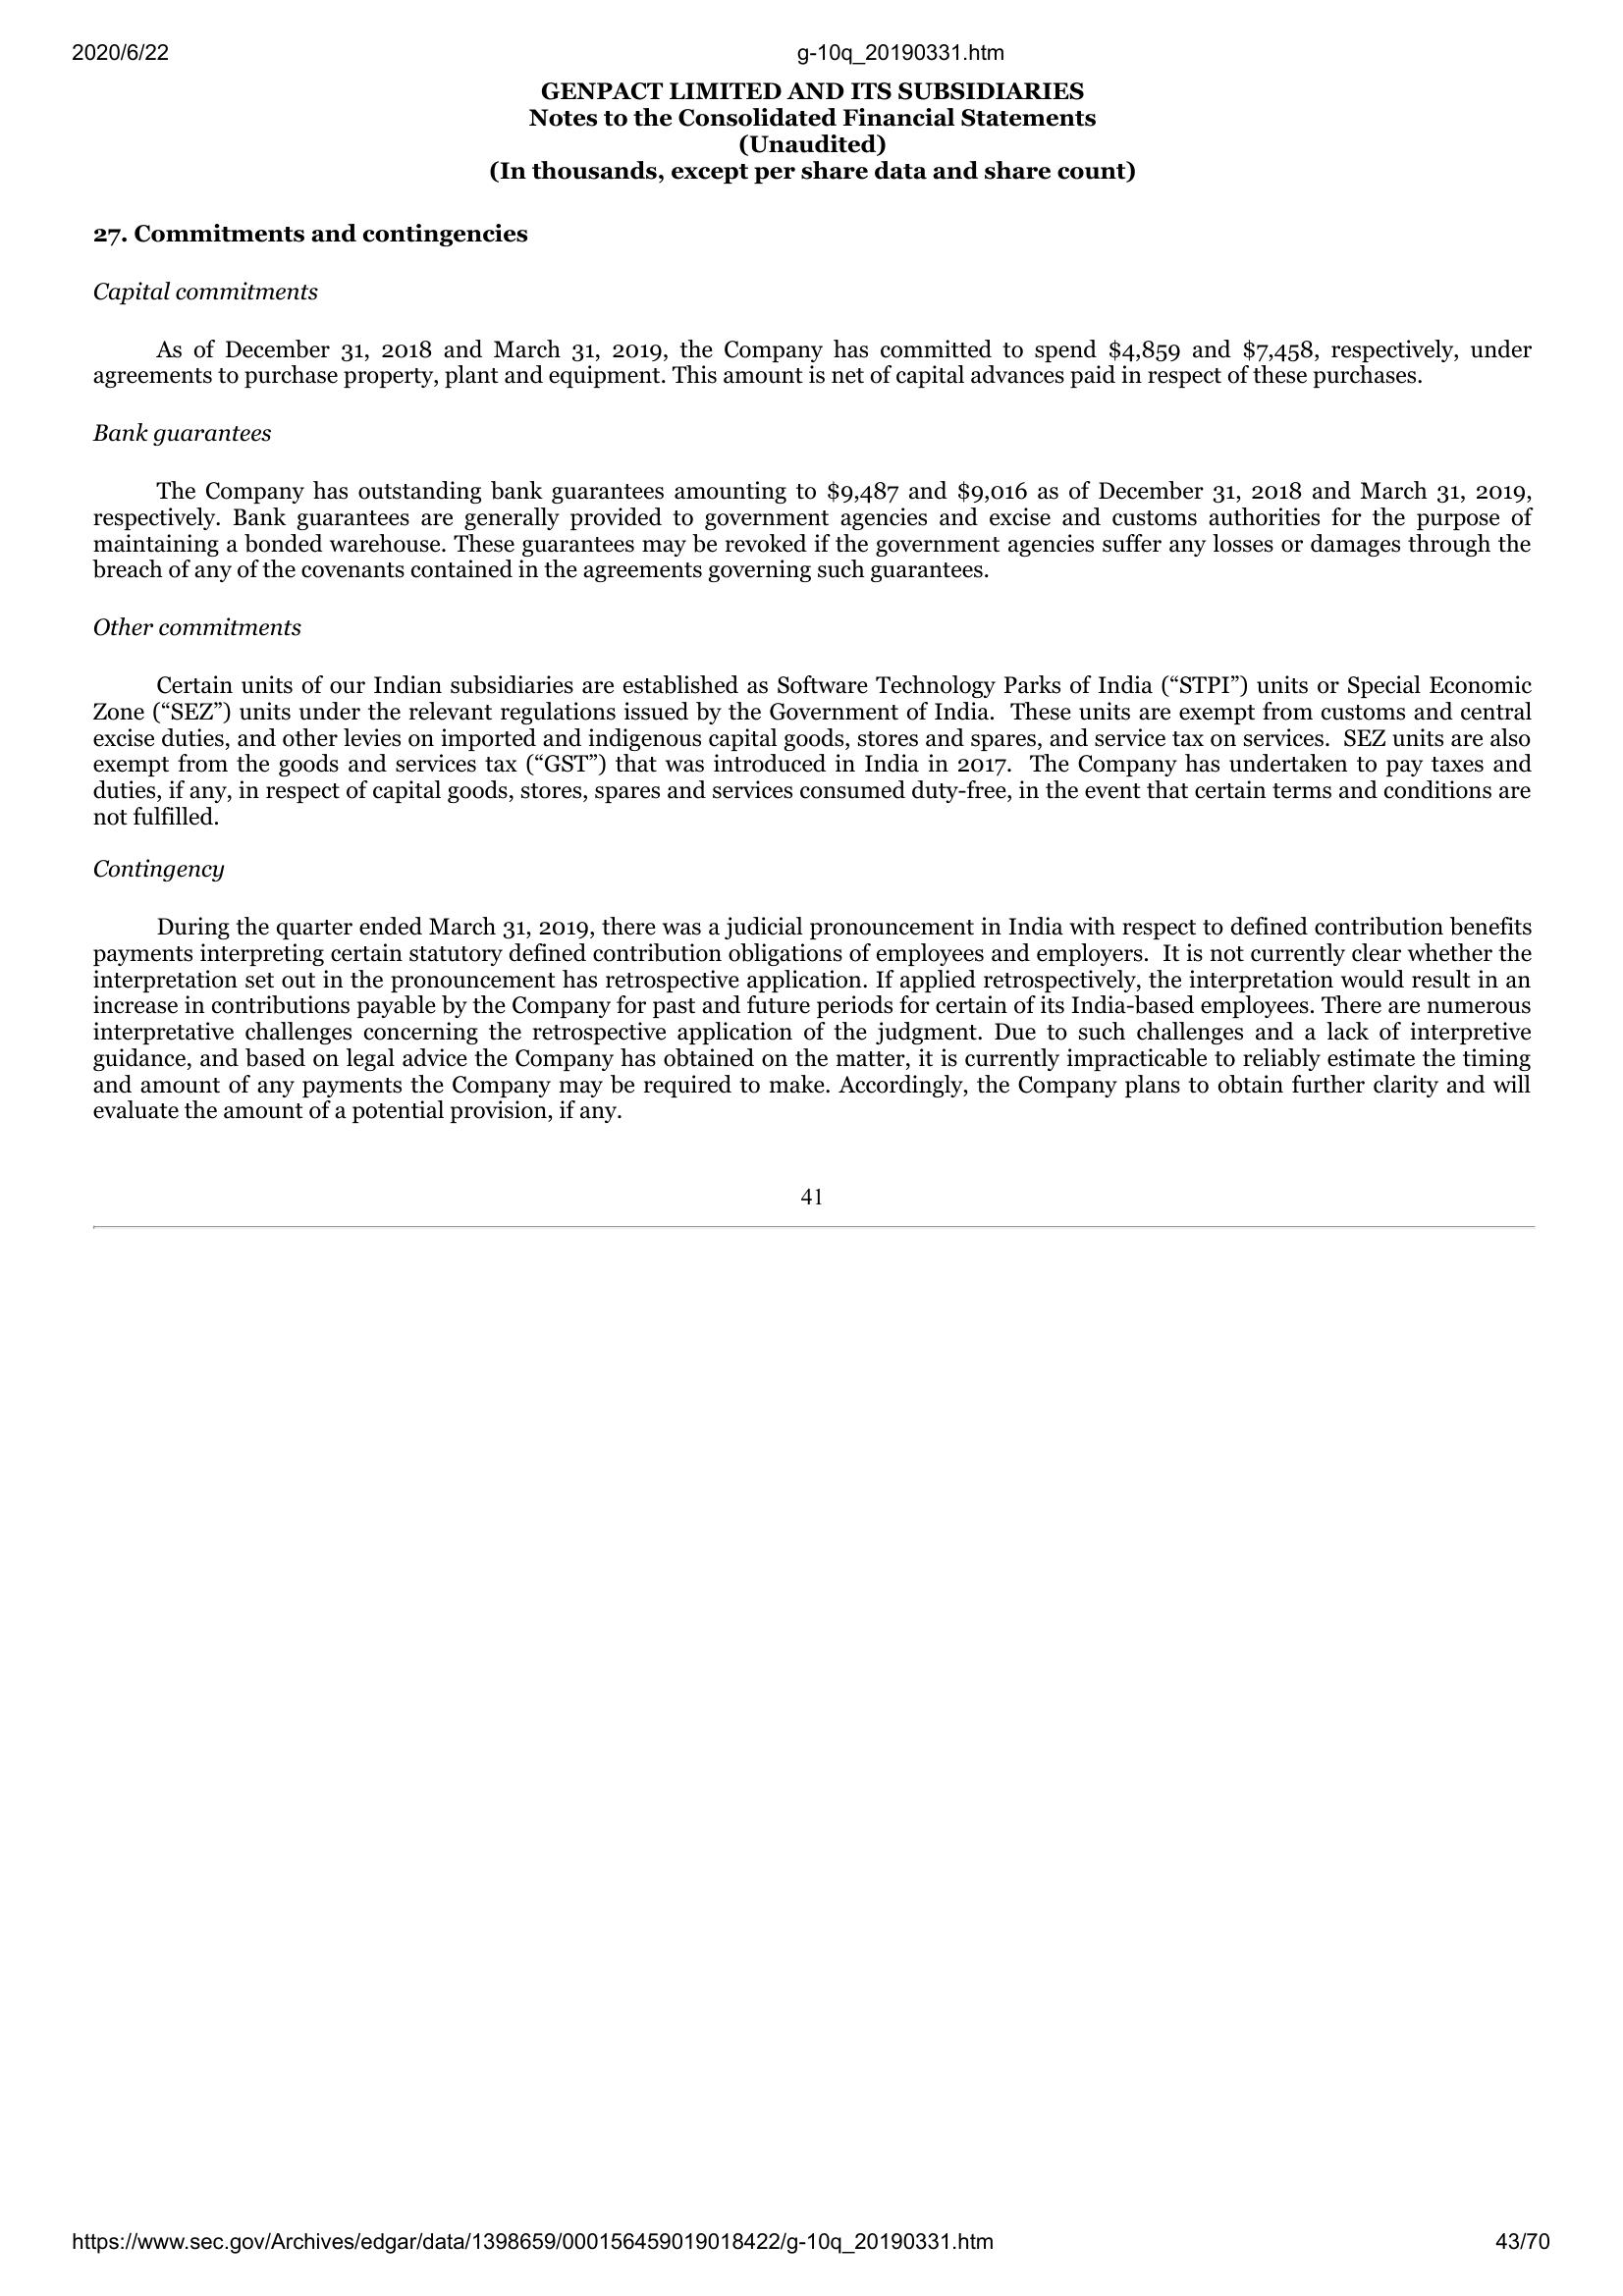 2020/6/22 g-10q_20190331.htm
GENPACT LIMITED AND ITS SUBSIDIARIES
Notes to the Consolidated Financial Statements
(Unaudited)
(In thousands, except per share data and share count)
27. Commitments and contingencies
Capital commitments
As of December 31, 2018 and March 31, 2019, the Company has committed to spend $4,859 and $7,458, respectively, under
agreements to purchase property, plant and equipment. This amount is net of capital advances paid in respect of these purchases.
Bank guarantees
The Company has outstanding bank guarantees amounting to $9,487 and $9,016 as of December 31, 2018 and March 31, 2019,
respectively. Bank guarantees are generally provided to government agencies and excise and customs authorities for the purpose of
maintaining a bonded warehouse. These guarantees may be revoked if the government agencies suffer any losses or damages through the
breach of any of the covenants contained in the agreements governing such guarantees.
Other commitments
Certain units of our Indian subsidiaries are established as Software Technology Parks of India (“STPI”) units or Special Economic
Zone (“SEZ”) units under the relevant regulations issued by the Government of India. These units are exempt from customs and central
excise duties, and other levies on imported and indigenous capital goods, stores and spares, and service tax on services. SEZ units are also
exempt from the goods and services tax (“GST”) that was introduced in India in 2017. The Company has undertaken to pay taxes and
duties, if any, in respect of capital goods, stores, spares and services consumed duty-free, in the event that certain terms and conditions are
not fulfilled.
Contingency
During the quarter ended March 31, 2019, there was a judicial pronouncement in India with respect to defined contribution benefits
payments interpreting certain statutory defined contribution obligations of employees and employers. It is not currently clear whether the
interpretation set out in the pronouncement has retrospective application. If applied retrospectively, the interpretation would result in an
increase in contributions payable by the Company for past and future periods for certain of its India-based employees. There are numerous
interpretative challenges concerning the retrospective application of the judgment. Due to such challenges and a lack of interpretive
guidance, and based on legal advice the Company has obtained on the matter, it is currently impracticable to reliably estimate the timing
and amount of any payments the Company may be required to make. Accordingly, the Company plans to obtain further clarity and will
evaluate the amount of a potential provision, if any.
41
https://www.sec.gov/Archives/edgar/data/1398659/000156459019018422/g-10q_20190331.htm 43/70